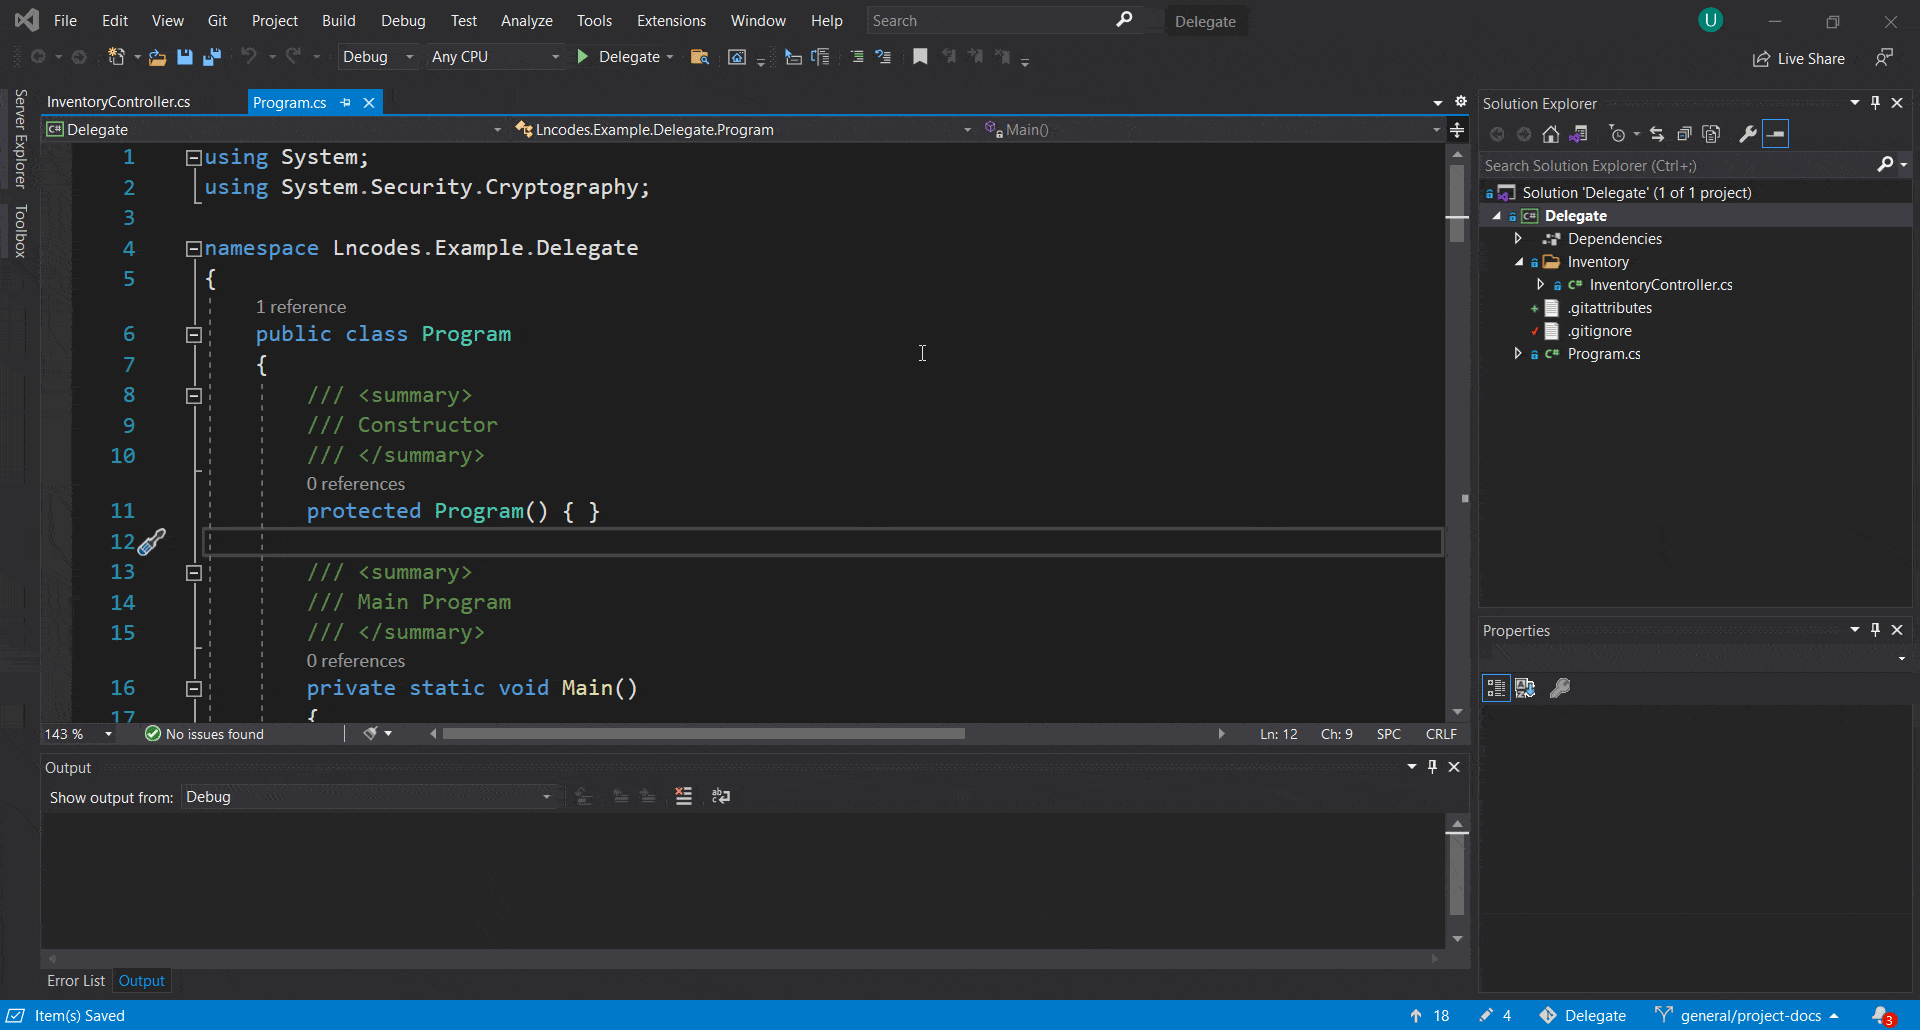 File Edit View Git Project Build Debug Test Analyze Tools Extensions Window Help Search Delegate U
Debug Any CPU Delegate Live Share
Server Explorer
Toolbox
InventoryController.cs Program.cs
C# Delegate Lncodes.Example.Delegate.Program Main()
1 using System;
2 using System.Security.Cryptography;
3
4 namespace Lncodes.Example.Delegate
5 {
1 reference
6 public class Program
7 {
8 /// <summary>
9 /// Constructor
10 /// </summary>
0 references
11 protected Program() { }
12
13 /// <summary>
14 /// Main Program
15 /// </summary>
0 references
16 private static void Main()
17 {
143 % No issues found Ln: 12 Ch: 9 SPC CRLF
Output
Show output from: Debug
Error List Output
Solution Explorer
Search Solution Explorer (Ctrl+;)
Solution 'Delegate' (1 of 1 project)
C# Delegate
Dependencies
Inventory
C# InventoryController.cs
.gitattributes
.gitignore
C# Program.cs
Properties
Item(s) Saved 18 4 Delegate general/project-docs 3